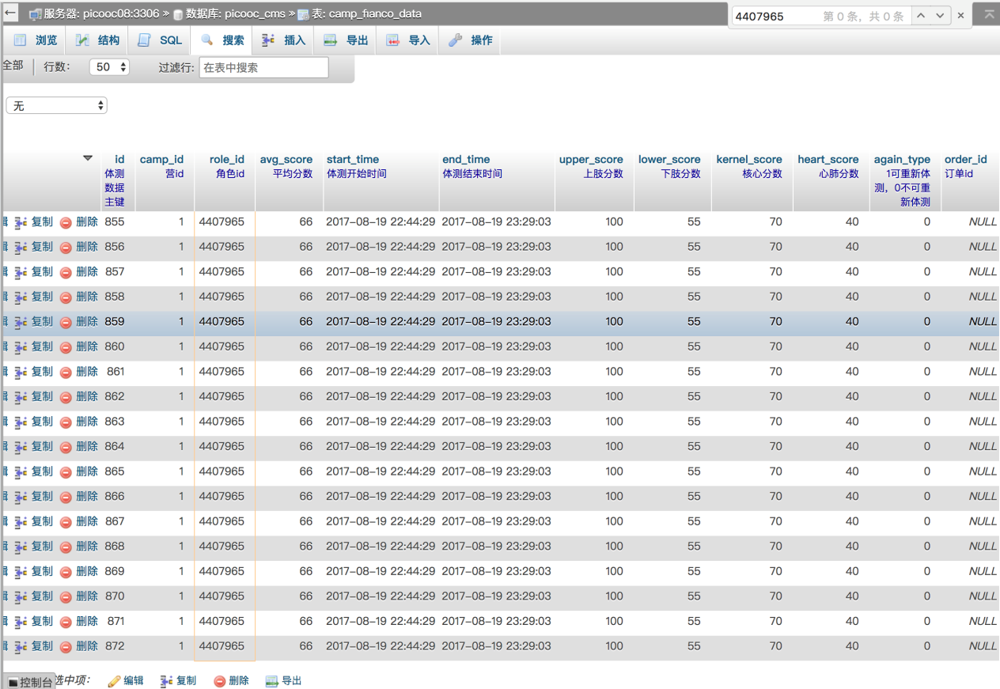 服务器: picooc08:3306 » 数据库: picooc_cms » 表: camp_fianco_data
4407965 第 0 条，共 0 条
浏览 结构 SQL 搜索 插入 导出 导入 操作
全部 行数： 50 过滤行: 在表中搜索
无
id camp_id role_id avg_score start_time end_time upper_score lower_score kernel_score heart_score again_type order_id
体测 营id 角色id 平均分数 体测开始时间 体测结束时间 上肢分数 下肢分数 核心分数 心肺分数 1可重新体 订单id
数据 测，0不可重
主键 新体测
辑 复制 删除 855 1 4407965 66 2017-08-19 22:44:29 2017-08-19 23:29:03 100 55 70 40 0 NULL
辑 复制 删除 856 1 4407965 66 2017-08-19 22:44:29 2017-08-19 23:29:03 100 55 70 40 0 NULL
辑 复制 删除 857 1 4407965 66 2017-08-19 22:44:29 2017-08-19 23:29:03 100 55 70 40 0 NULL
辑 复制 删除 858 1 4407965 66 2017-08-19 22:44:29 2017-08-19 23:29:03 100 55 70 40 0 NULL
辑 复制 删除 859 1 4407965 66 2017-08-19 22:44:29 2017-08-19 23:29:03 100 55 70 40 0 NULL
辑 复制 删除 860 1 4407965 66 2017-08-19 22:44:29 2017-08-19 23:29:03 100 55 70 40 0 NULL
辑 复制 删除 861 1 4407965 66 2017-08-19 22:44:29 2017-08-19 23:29:03 100 55 70 40 0 NULL
辑 复制 删除 862 1 4407965 66 2017-08-19 22:44:29 2017-08-19 23:29:03 100 55 70 40 0 NULL
辑 复制 删除 863 1 4407965 66 2017-08-19 22:44:29 2017-08-19 23:29:03 100 55 70 40 0 NULL
辑 复制 删除 864 1 4407965 66 2017-08-19 22:44:29 2017-08-19 23:29:03 100 55 70 40 0 NULL
辑 复制 删除 865 1 4407965 66 2017-08-19 22:44:29 2017-08-19 23:29:03 100 55 70 40 0 NULL
辑 复制 删除 866 1 4407965 66 2017-08-19 22:44:29 2017-08-19 23:29:03 100 55 70 40 0 NULL
辑 复制 删除 867 1 4407965 66 2017-08-19 22:44:29 2017-08-19 23:29:03 100 55 70 40 0 NULL
辑 复制 删除 868 1 4407965 66 2017-08-19 22:44:29 2017-08-19 23:29:03 100 55 70 40 0 NULL
辑 复制 删除 869 1 4407965 66 2017-08-19 22:44:29 2017-08-19 23:29:03 100 55 70 40 0 NULL
辑 复制 删除 870 1 4407965 66 2017-08-19 22:44:29 2017-08-19 23:29:03 100 55 70 40 0 NULL
辑 复制 删除 871 1 4407965 66 2017-08-19 22:44:29 2017-08-19 23:29:03 100 55 70 40 0 NULL
辑 复制 删除 872 1 4407965 66 2017-08-19 22:44:29 2017-08-19 23:29:03 100 55 70 40 0 NULL
控制台 选中项: 编辑 复制 删除 导出